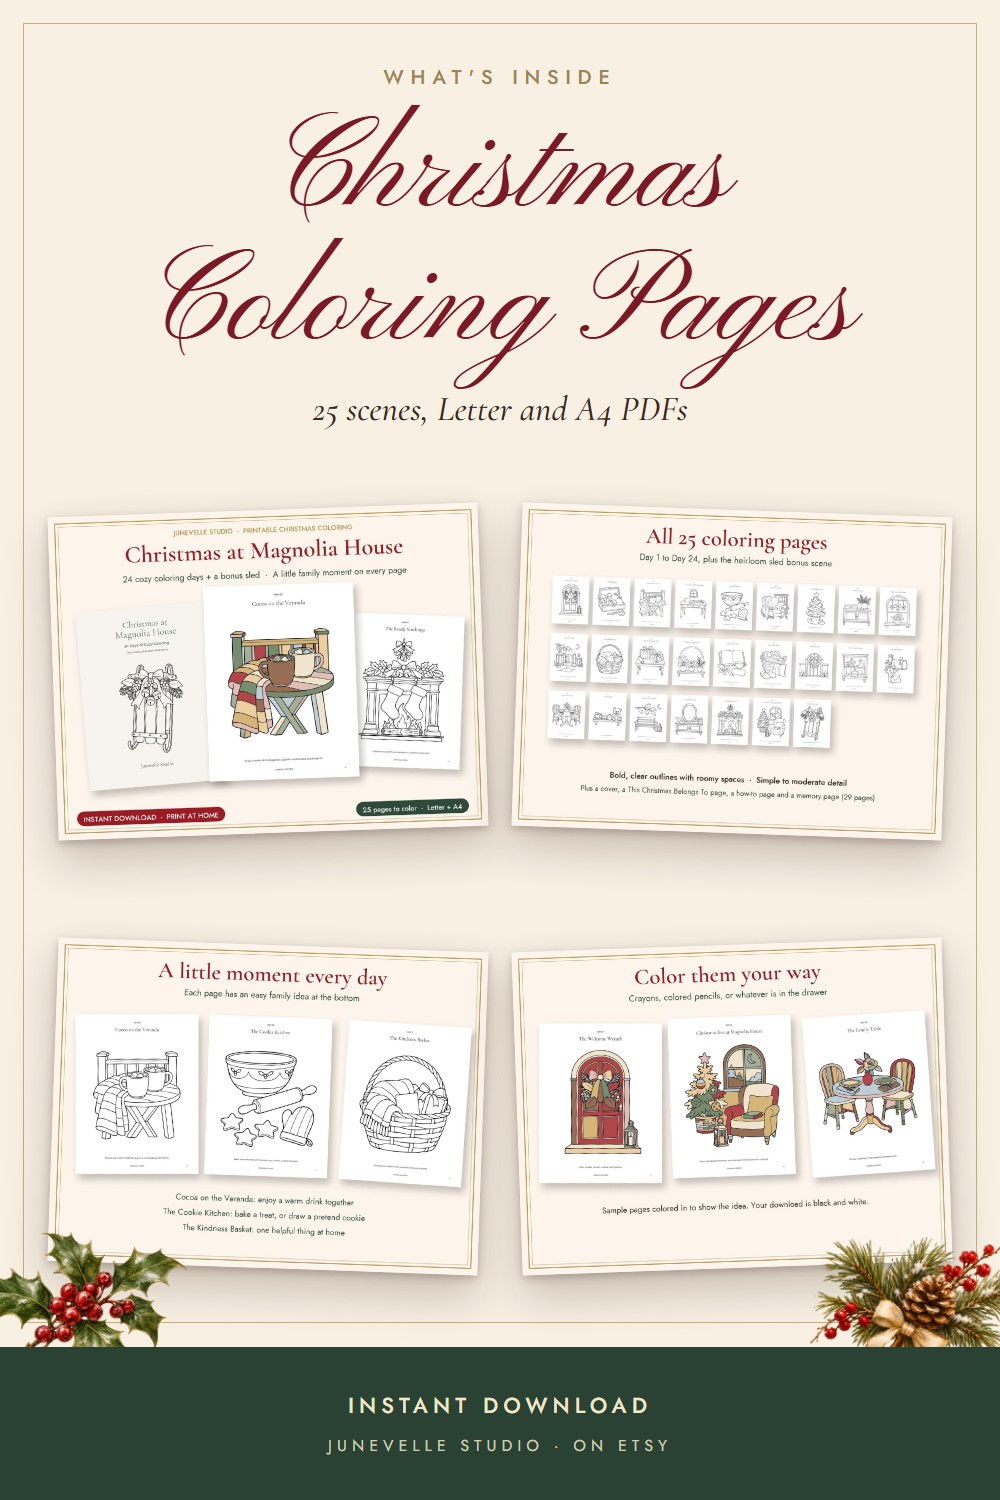 WHAT'S INSIDE
Christmas
Coloring Pages
25 scenes, Letter and A4 PDFs
JUNEVELLE STUDIO · PRINTABLE CHRISTMAS COLORING
Christmas at Magnolia House
24 cozy coloring days + a bonus sled · A little family moment on every page
Christmas at
Magnolia House
24 Days of Cozy Coloring
Junevelle Studio
Cocoa on the Veranda
The Family Stockings
INSTANT DOWNLOAD · PRINT AT HOME
25 pages to color · Letter + A4
All 25 coloring pages
Day 1 to Day 24, plus the heirloom sled bonus scene
Bold, clear outlines with roomy spaces · Simple to moderate detail
Plus a cover, a This Christmas Belongs To page, a how-to page and a memory page (29 pages)
A little moment every day
Each page has an easy family idea at the bottom
Cocoa on the Veranda
The Cookie Kitchen
The Kindness Basket
Cocoa on the Veranda: enjoy a warm drink together
The Cookie Kitchen: bake a treat, or draw a pretend cookie
The Kindness Basket: one helpful thing at home
Color them your way
Crayons, colored pencils, or whatever is in the drawer
The Welcome Wreath
Christmas Eve at Magnolia House
The Family Table
Sample pages colored in to show the idea. Your download is black and white.
INSTANT DOWNLOAD
JUNEVELLE STUDIO · ON ETSY